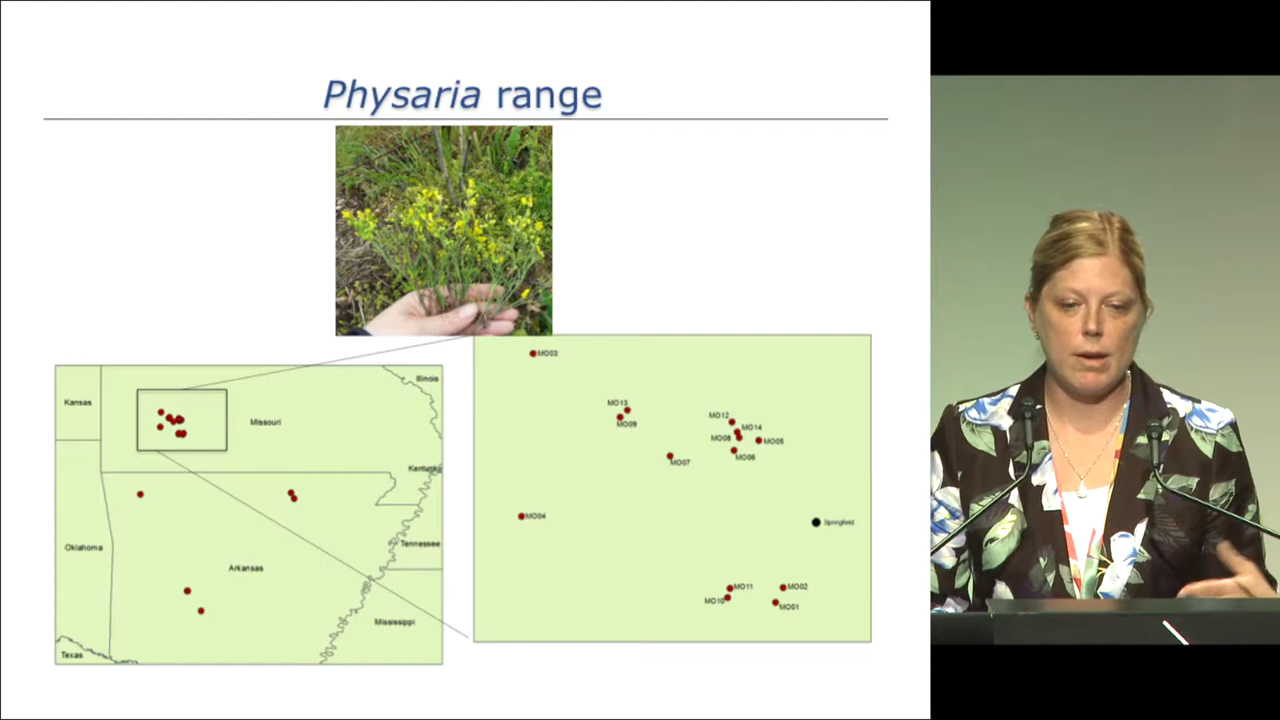 Physaria range
Kansas
Missouri
Illinois
Kentucky
Oklahoma
Arkansas
Tennessee
Mississippi
Texas
MO03
MO13
MO09
MO12
MO14
MO08
MO05
MO06
MO07
MO04
Springfield
MO11
MO02
MO10
MO01